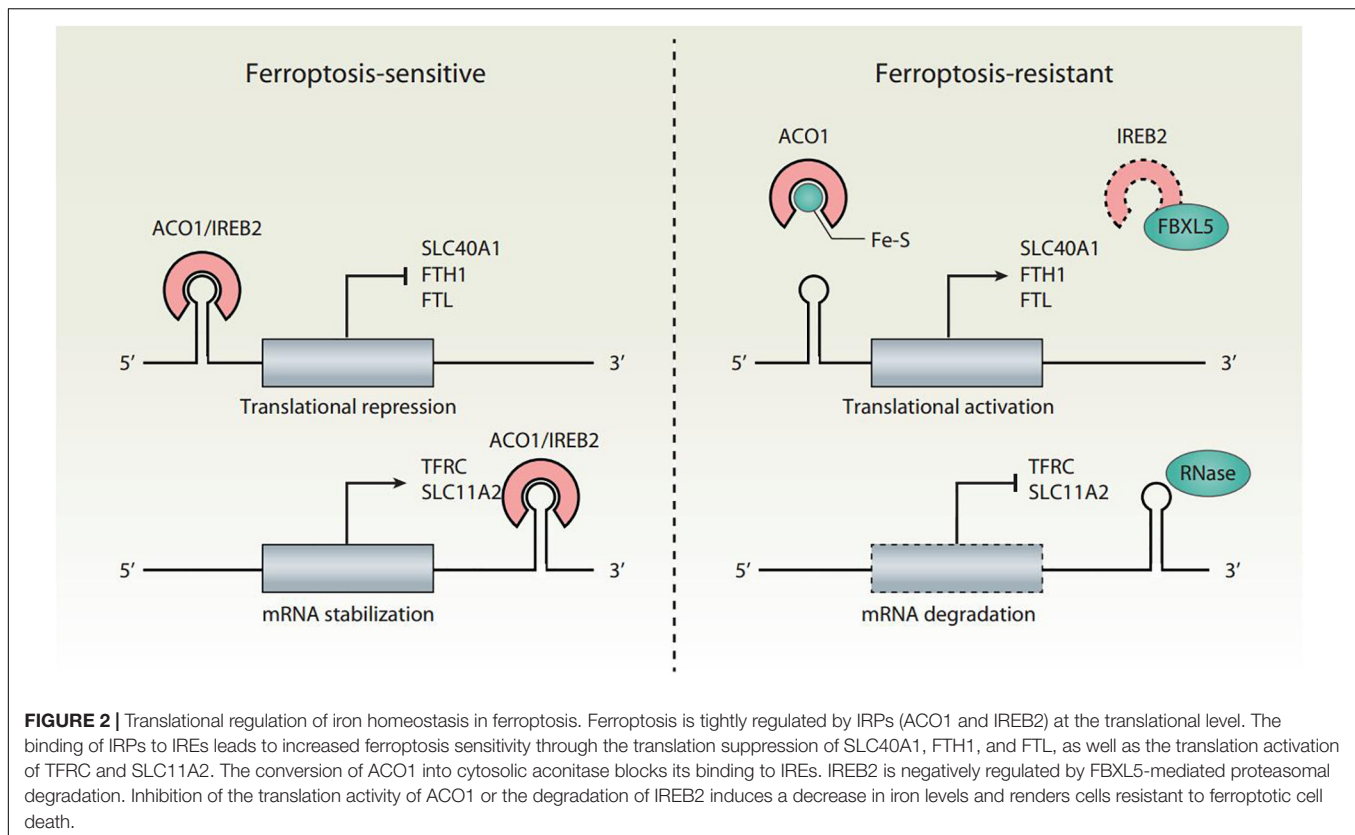 Ferroptosis-sensitive
ACO1/IREB2
SLC40A1
FTH1
FTL
5′
3′
Translational repression
ACO1/IREB2
TFRC
SLC11A2
5′
3′
mRNA stabilization
Ferroptosis-resistant
ACO1
IREB2
FBXL5
Fe-S
SLC40A1
FTH1
FTL
5′
3′
Translational activation
RNase
TFRC
SLC11A2
5′
3′
mRNA degradation
FIGURE 2 | Translational regulation of iron homeostasis in ferroptosis. Ferroptosis is tightly regulated by IRPs (ACO1 and IREB2) at the translational level. The
binding of IRPs to IREs leads to increased ferroptosis sensitivity through the translation suppression of SLC40A1, FTH1, and FTL, as well as the translation activation
of TFRC and SLC11A2. The conversion of ACO1 into cytosolic aconitase blocks its binding to IREs. IREB2 is negatively regulated by FBXL5-mediated proteasomal
degradation. Inhibition of the translation activity of ACO1 or the degradation of IREB2 induces a decrease in iron levels and renders cells resistant to ferroptotic cell
death.